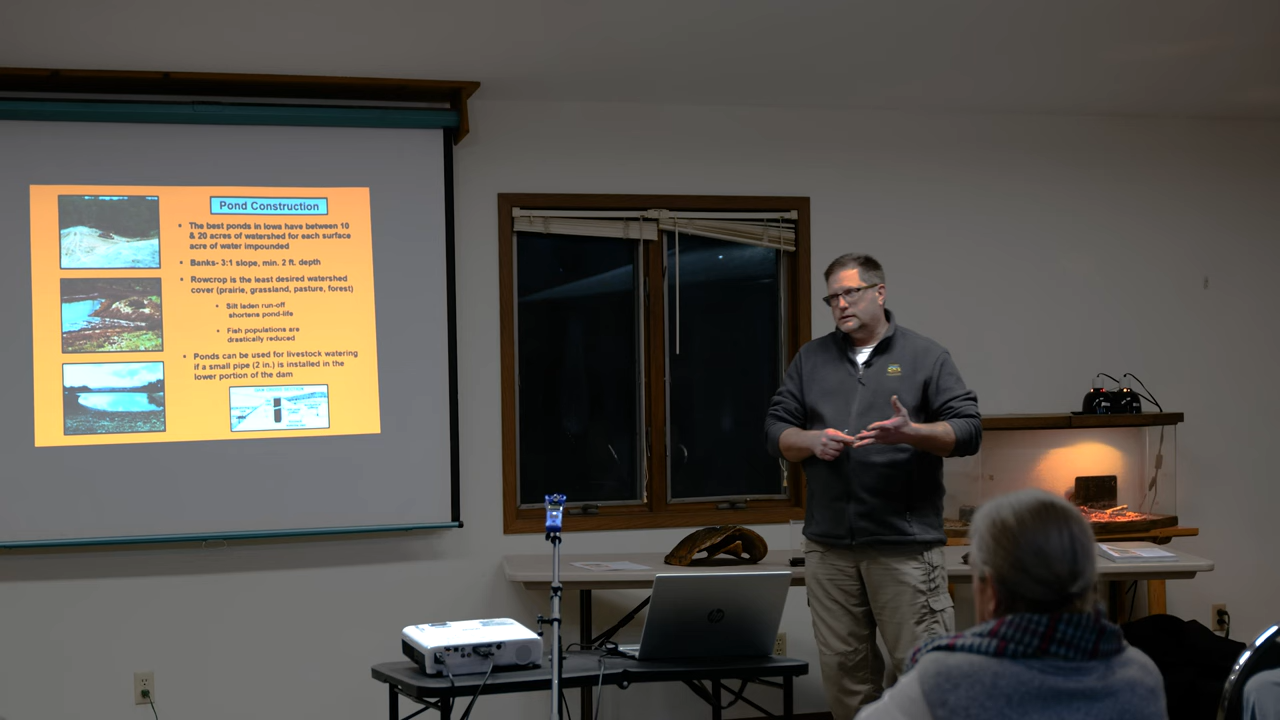 Pond Construction
• The best ponds in Iowa have between 10
& 20 acres of watershed for each surface
acre of water impounded
• Banks- 3:1 slope, min. 2 ft. depth
• Rowcrop is the least desired watershed
cover (prairie, grassland, pasture, forest)
• Silt laden run-off
shortens pond-life
• Fish populations are
drastically reduced
• Ponds can be used for livestock watering
if a small pipe (2 in.) is installed in the
lower portion of the dam
hp